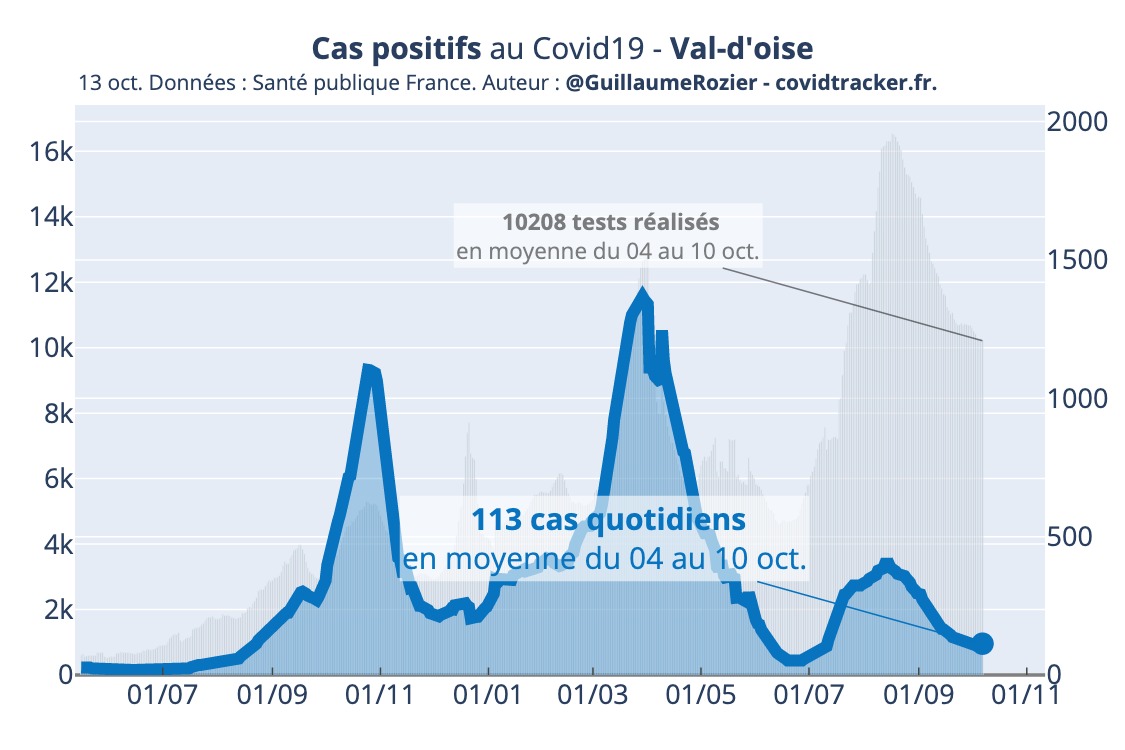 Cas positifs au Covid19 - Val-d'oise
13 oct. Données : Santé publique France. Auteur : @GuillaumeRozier - covidtracker.fr.
2000
16k
14k
10208 tests réalisés
en moyenne du 04 au 10 oct.
1500
12k
10k
1000
8k
6k
113 cas quotidiens
500
4k
en moyenne du 04 au 10 oct.
2k
0
0
01/07
01/09
01/11
01/01
01/03
01/05
01/07
01/09
01/11